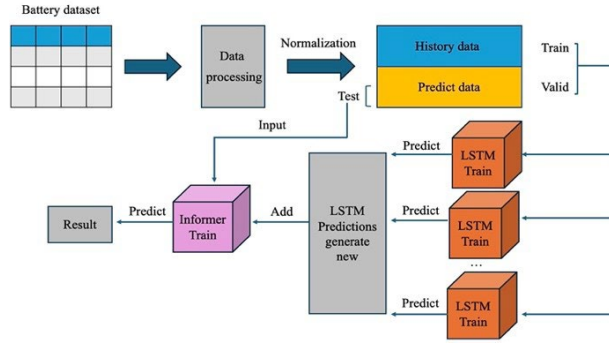 Battery dataset
Data
processing
Normalization
History data
Predict data
Train
Valid
Test
Input
Predict
LSTM
Train
Predict
LSTM
Train
...
Predict
LSTM
Train
LSTM
Predictions
generate
new
Add
Informer
Train
Predict
Result